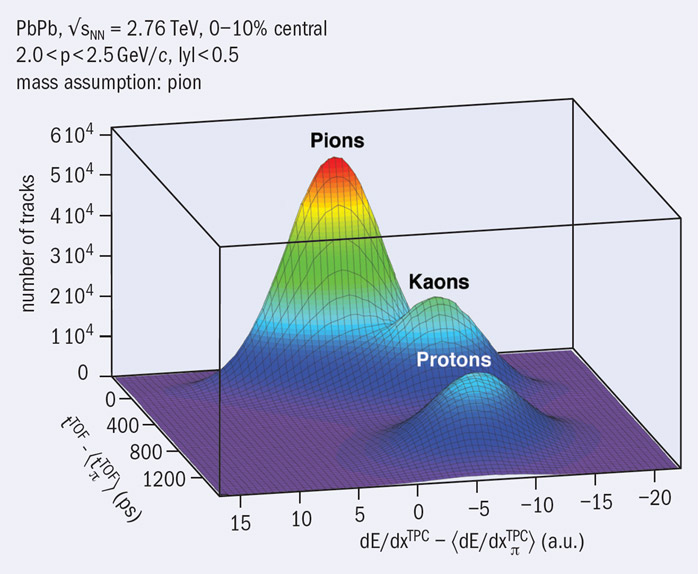 PbPb, √sNN = 2.76 TeV, 0–10% central
2.0<p<2.5 GeV/c, |y|<0.5
mass assumption: pion
Pions
Kaons
Protons
number of tracks
6 10⁴
5 10⁴
4 10⁴
3 10⁴
2 10⁴
1 10⁴
0
0
400
800
1200
tTOF - ⟨tπTOF⟩ (ps)
15 10 5 0 −5 −10 −15 −20
dE/dxTPC – ⟨dE/dxπTPC⟩ (a.u.)